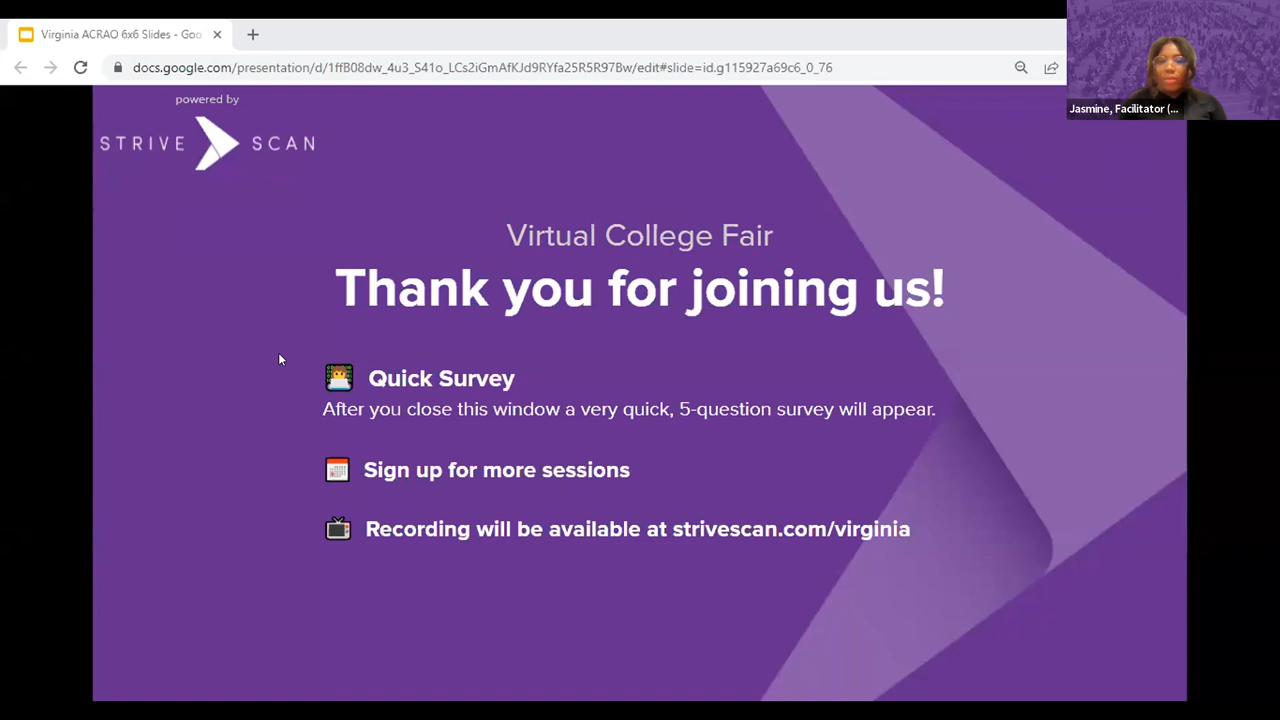 Virginia ACRAO 6x6 Slides - Goo
docs.google.com/presentation/d/1ffB08dw_4u3_S41o_LCs2iGmAfKJd9RYfa25R5R97Bw/edit#slide=id.g115927a69c6_0_76
Jasmine, Facilitator (...
powered by
STRIVE SCAN
Virtual College Fair
Thank you for joining us!
Quick Survey
After you close this window a very quick, 5-question survey will appear.
Sign up for more sessions
Recording will be available at strivescan.com/virginia